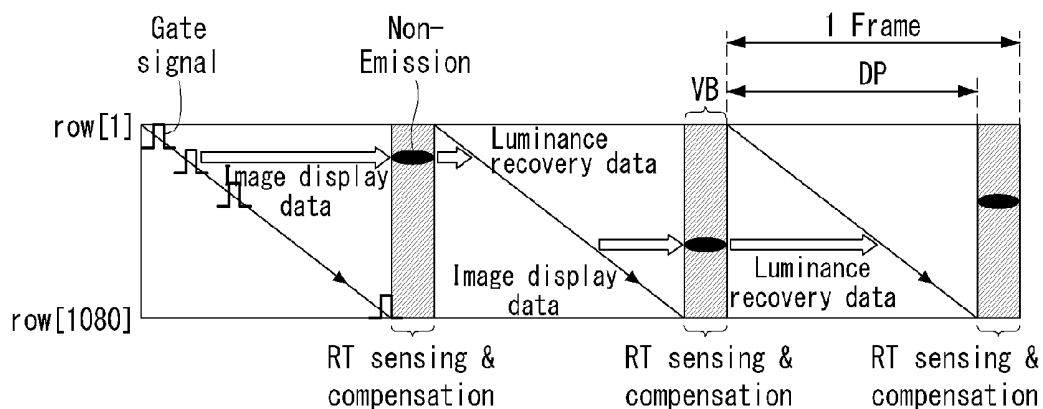 Gate
signal
Non-
Emission
1 Frame
VB
DP
row[1]
Image display
data
Luminance
recovery data
Image display
data
Luminance
recovery data
row[1080]
RT sensing &
compensation
RT sensing &
compensation
RT sensing &
compensation